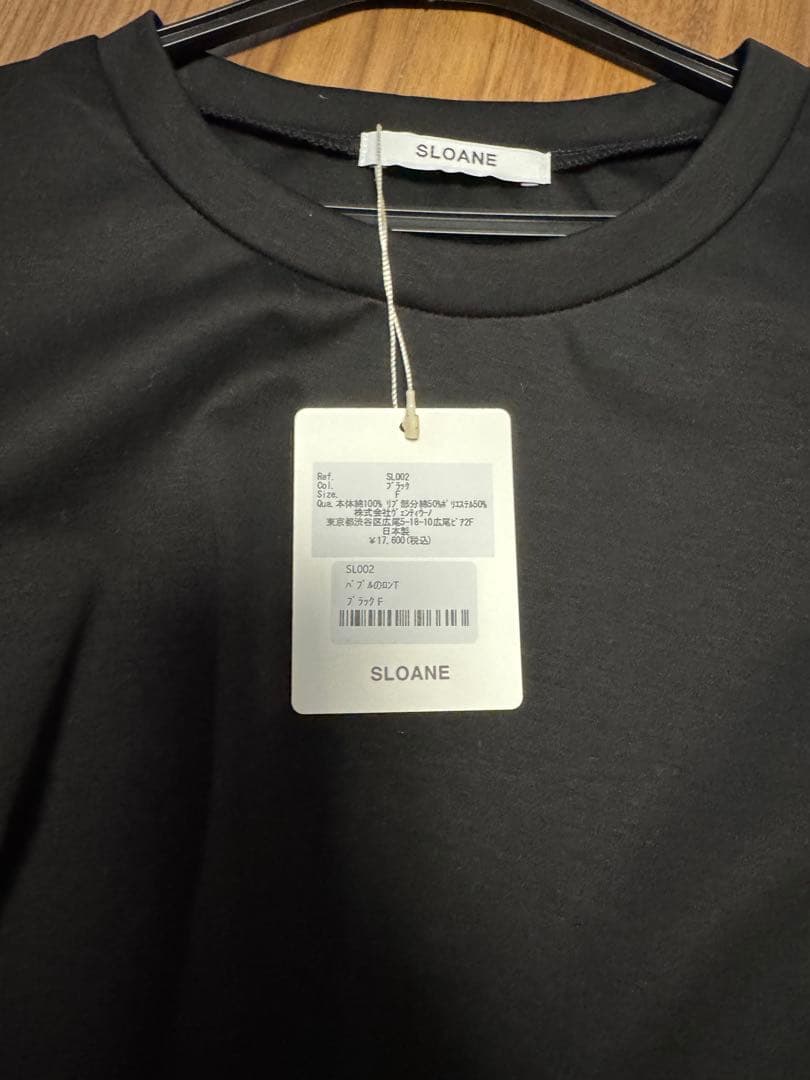 SLOANE
Ref. SL002
Col. ﾌﾞﾗｯｸ
Size. F
Qua. 本体綿100% ﾘﾌﾞ部分綿50%ﾎﾟﾘｴｽﾃﾙ50%
株式会社ｳﾞｪﾝﾃｨｳｰﾉ
東京都渋谷区広尾5-18-10広尾ﾋﾞﾅ2F
日本製
¥17,600(税込)
SL002
ﾊﾞﾌﾞﾙのﾛﾝT
ﾌﾞﾗｯｸ F
SLOANE